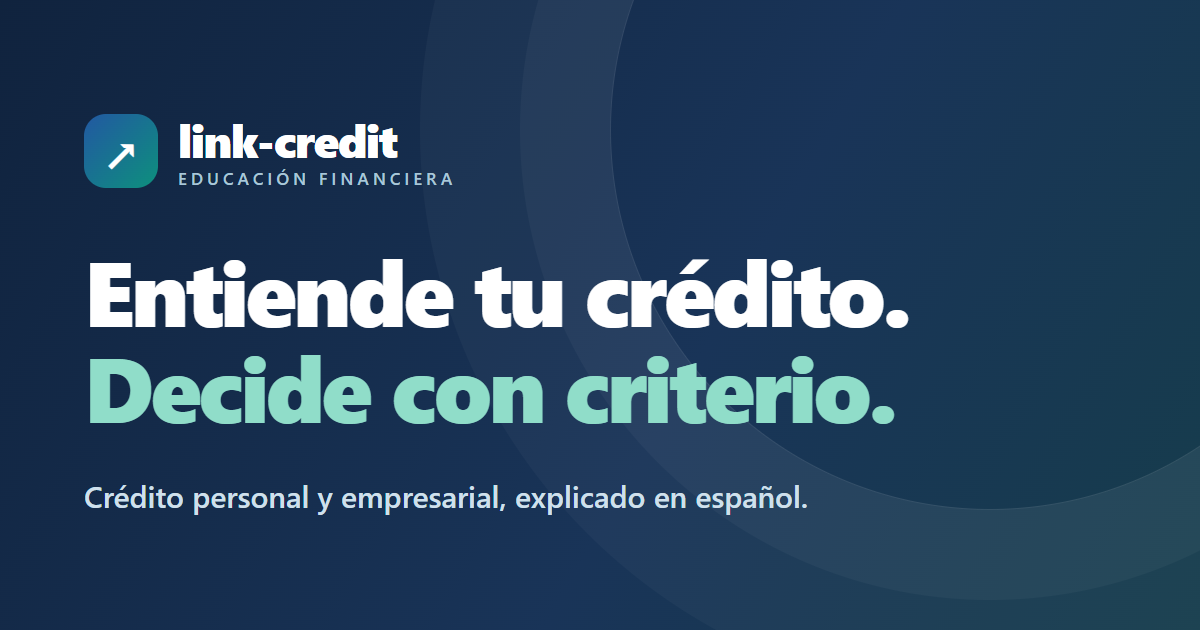 link-credit
EDUCACIÓN FINANCIERA
Entiende tu crédito.
Decide con criterio.
Crédito personal y empresarial, explicado en español.